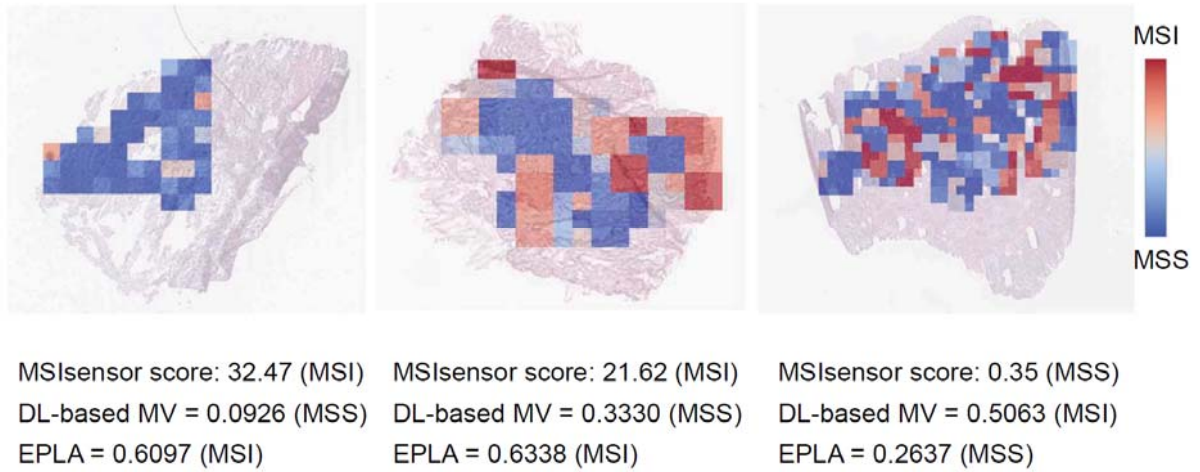 MSI
MSS
MSIsensor score: 32.47 (MSI)
DL-based MV = 0.0926 (MSS)
EPLA = 0.6097 (MSI)
MSIsensor score: 21.62 (MSI)
DL-based MV = 0.3330 (MSS)
EPLA = 0.6338 (MSI)
MSIsensor score: 0.35 (MSS)
DL-based MV = 0.5063 (MSI)
EPLA = 0.2637 (MSS)